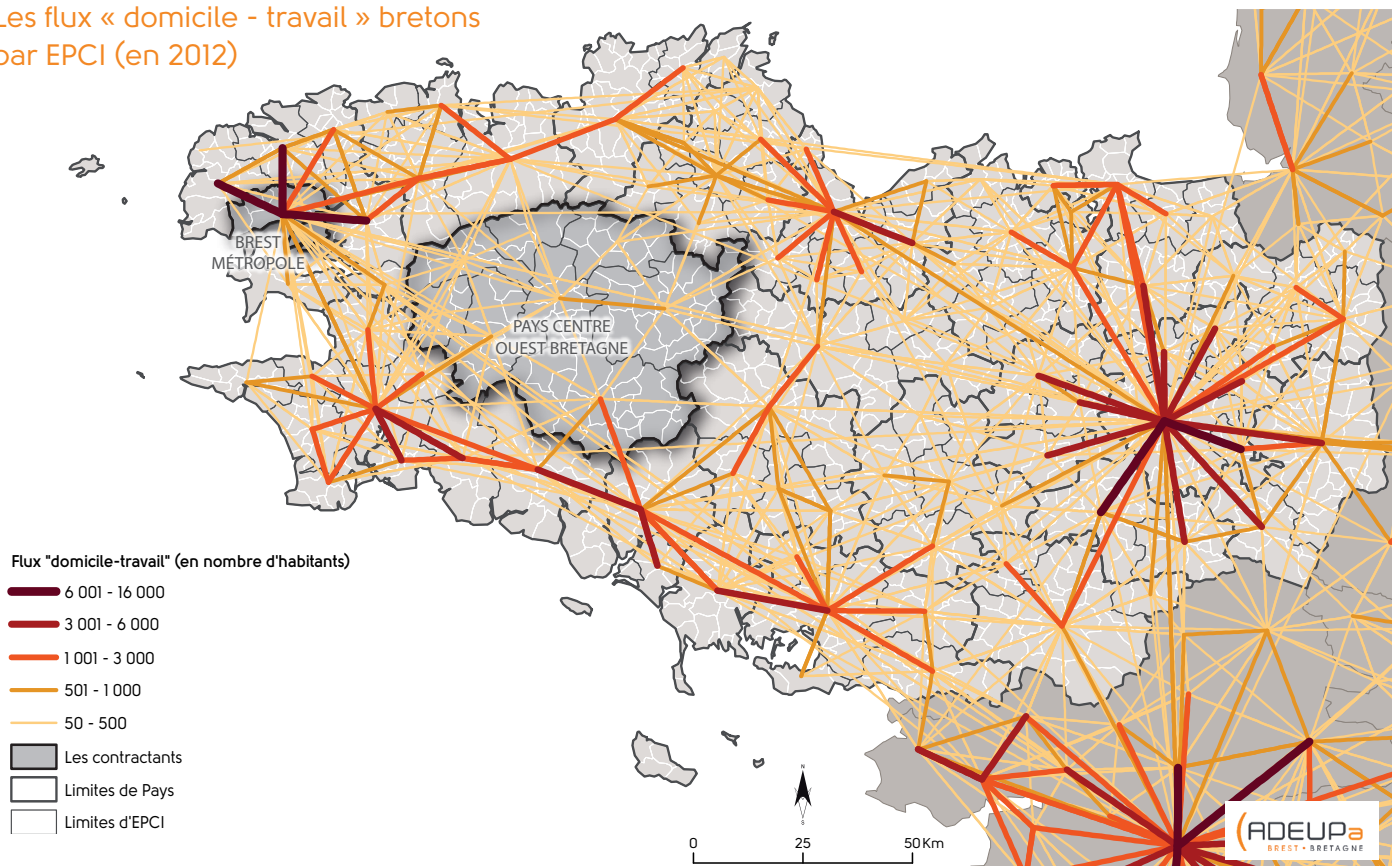 Les flux « domicile - travail » bretons
par EPCI (en 2012)
BREST
MÉTROPOLE
PAYS CENTRE
OUEST BRETAGNE
Flux "domicile-travail" (en nombre d'habitants)
6 001 - 16 000
3 001 - 6 000
1 001 - 3 000
501 - 1 000
50 - 500
Les contractants
Limites de Pays
Limites d'EPCI
N
S
0 25 50 Km
ADEUPa
BREST • BRETAGNE